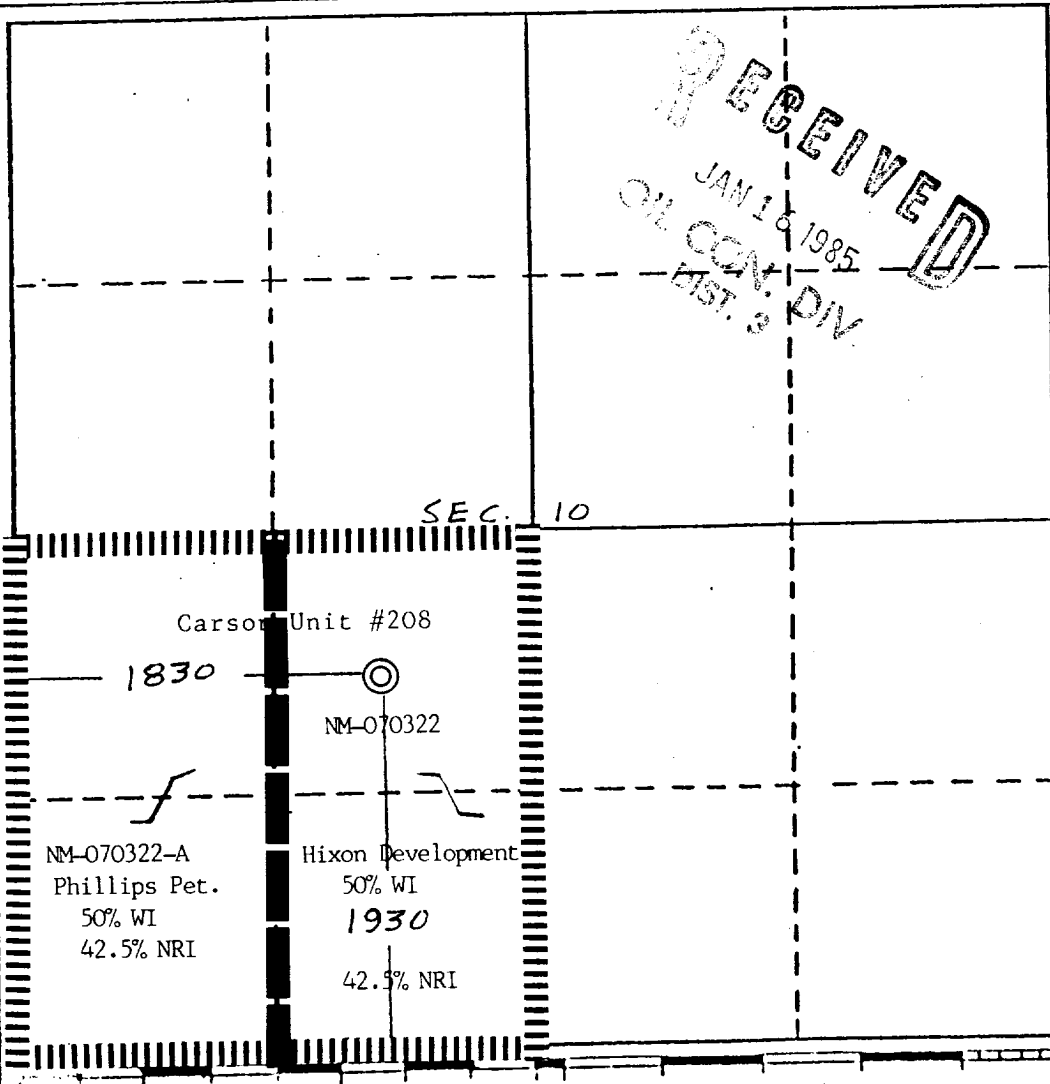 RECEIVED
JAN 16 1985
OIL CON. DIV.
DIST. 3
SEC. 10
Carson Unit #208
1830
NM-070322
NM-070322-A
Phillips Pet.
50% WI
42.5% NRI
Hixon Development
50% WI
1930
42.5% NRI